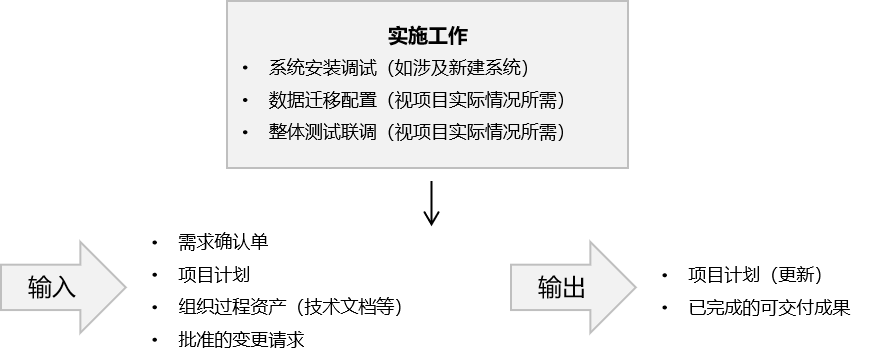 实施工作
• 系统安装调试（如涉及新建系统）
• 数据迁移配置（视项目实际情况所需）
• 整体测试联调（视项目实际情况所需）
输入
• 需求确认单
• 项目计划
• 组织过程资产（技术文档等）
• 批准的变更请求
输出
• 项目计划（更新）
• 已完成的可交付成果